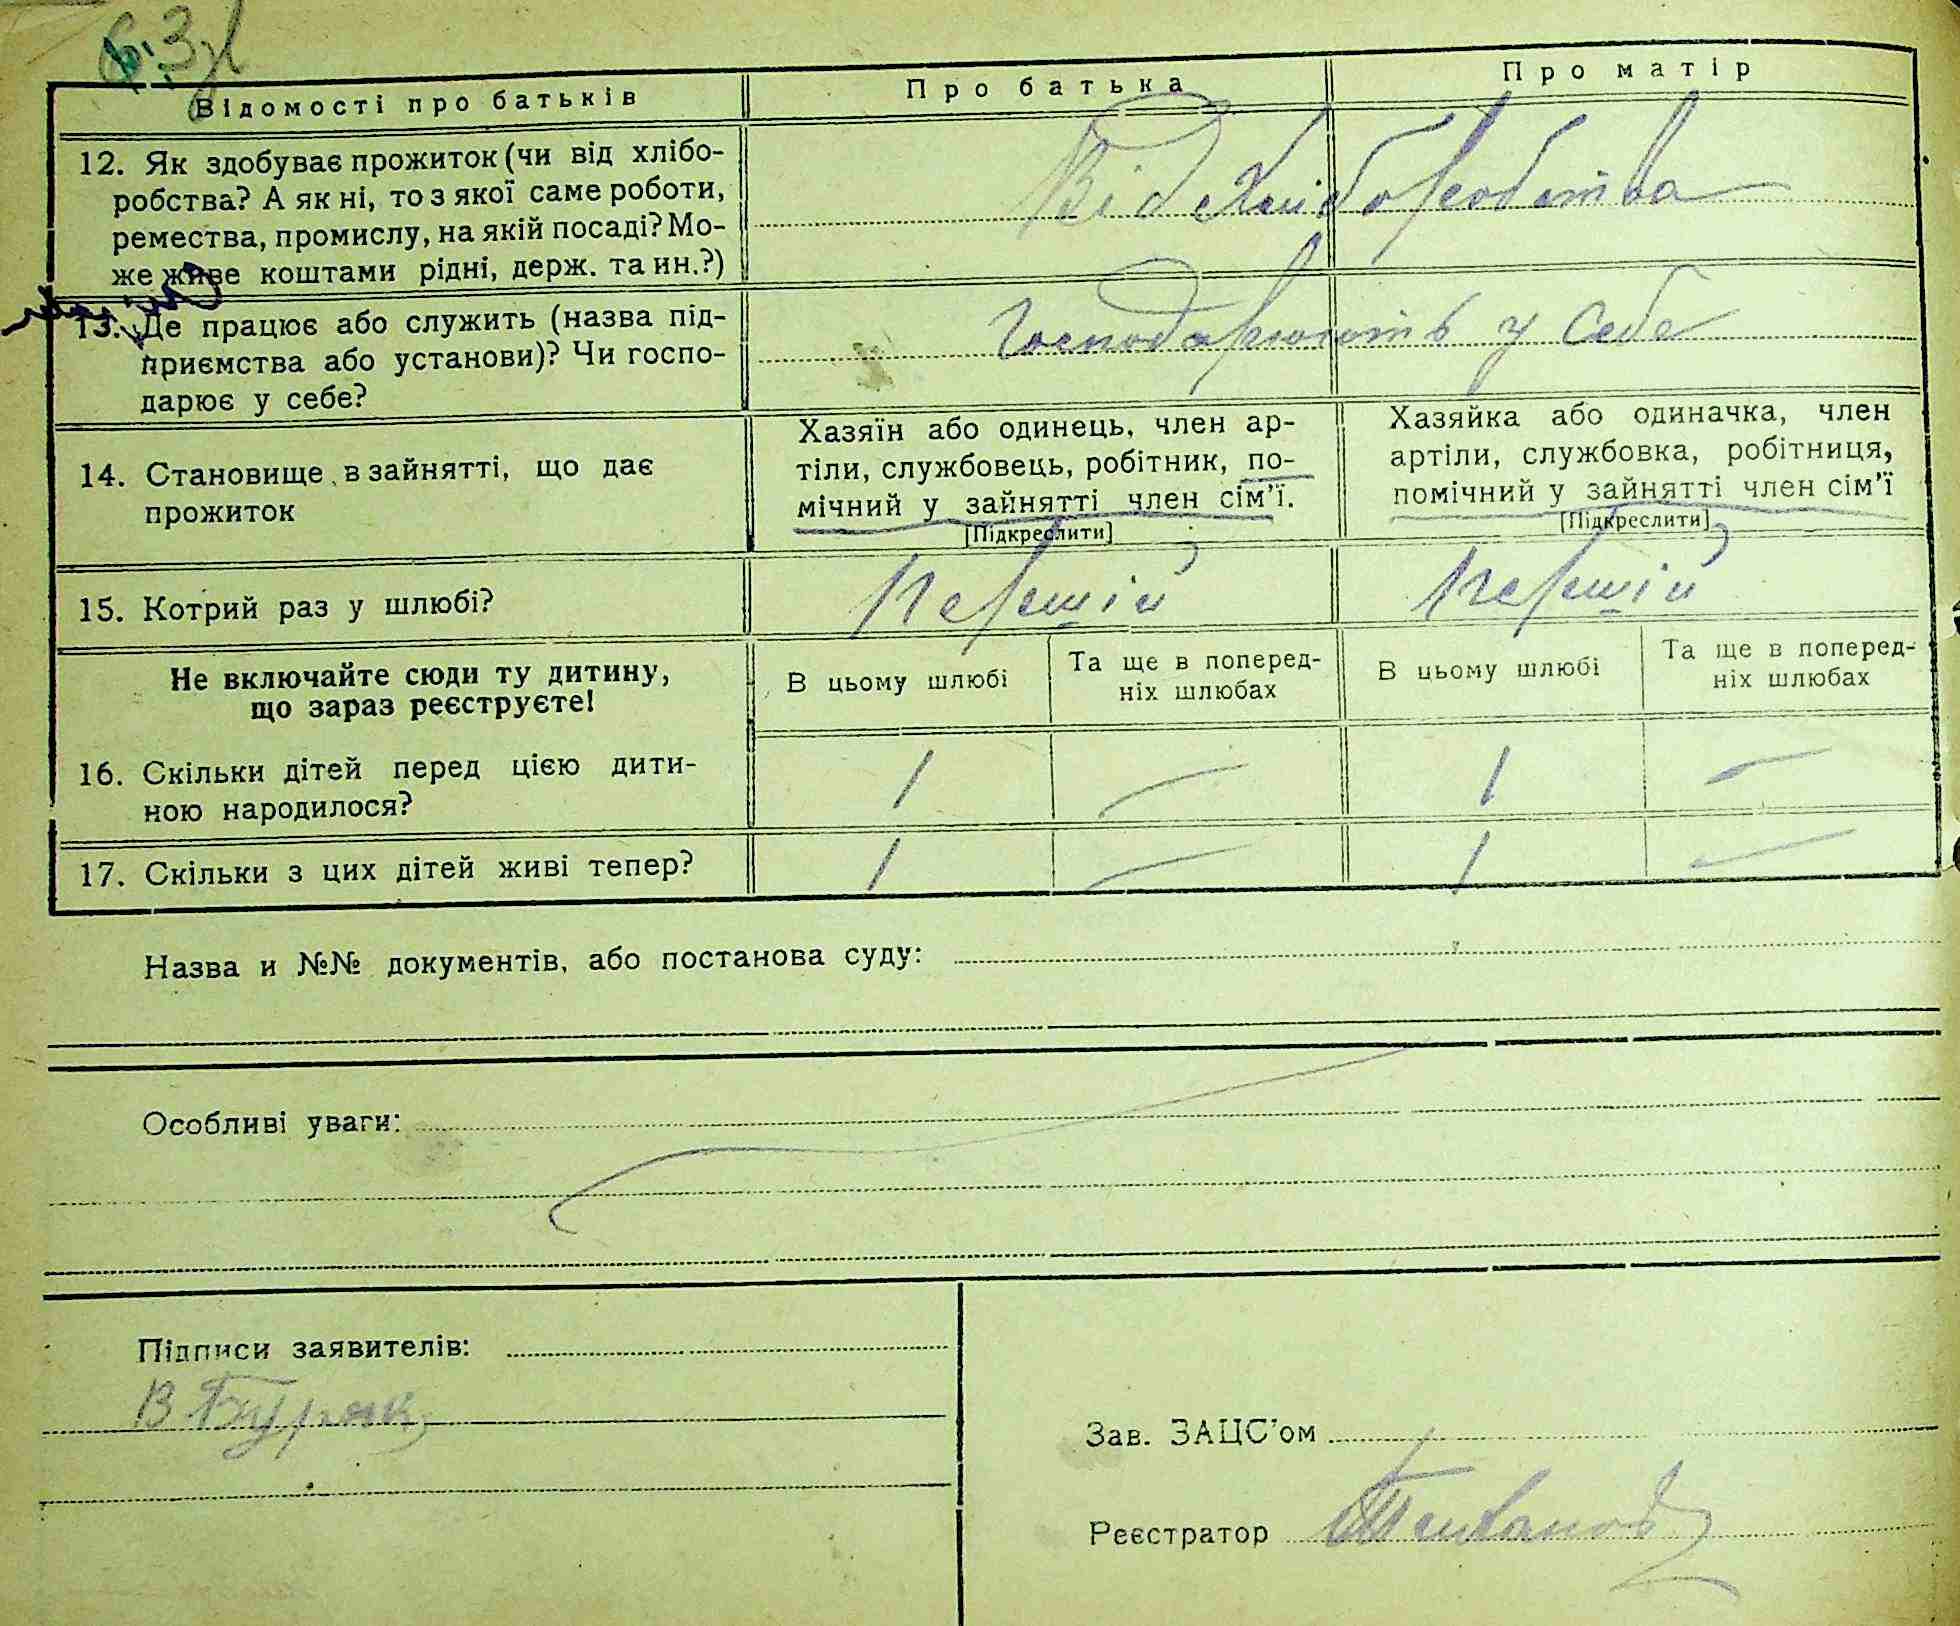 Відомості про батьків
Про батька
Про матір
12. Як здобуває прожиток (чи від хлібо-
робства? А як ні, то з якої саме роботи,
ремества, промислу, на якій посаді? Мо-
же живе коштами рідні, держ. та ин.?)
Від Хліборобства
13. Де працює або служить (назва під-
приємства або установи)? Чи госпо-
дарює у себе?
Господарюють у себе
14. Становище в зайнятті, що дає
прожиток
Хазяїн або одинець, член ар-
тіли, службовець, робітник, по-
мічний у зайнятті член сім'ї.
[Підкреслити]
Хазяйка або одиначка, член
артіли, службовка, робітниця,
помічний у зайнятті член сім'ї
[Підкреслити]
15. Котрий раз у шлюбі?
Першій
Першій
Не включайте сюди ту дитину,
що зараз реєструєте!
В цьому шлюбі
Та ще в поперед-
ніх шлюбах
В цьому шлюбі
Та ще в поперед-
ніх шлюбах
16. Скільки дітей перед цією дити-
ною народилося?
1 — 1 —
17. Скільки з цих дітей живі тепер?
1 — 1 —
Назва и №№ документів, або постанова суду:
Особливі уваги:
Підписи заявителів:
В Буряк
Зав. ЗАЦС'ом
Реєстратор